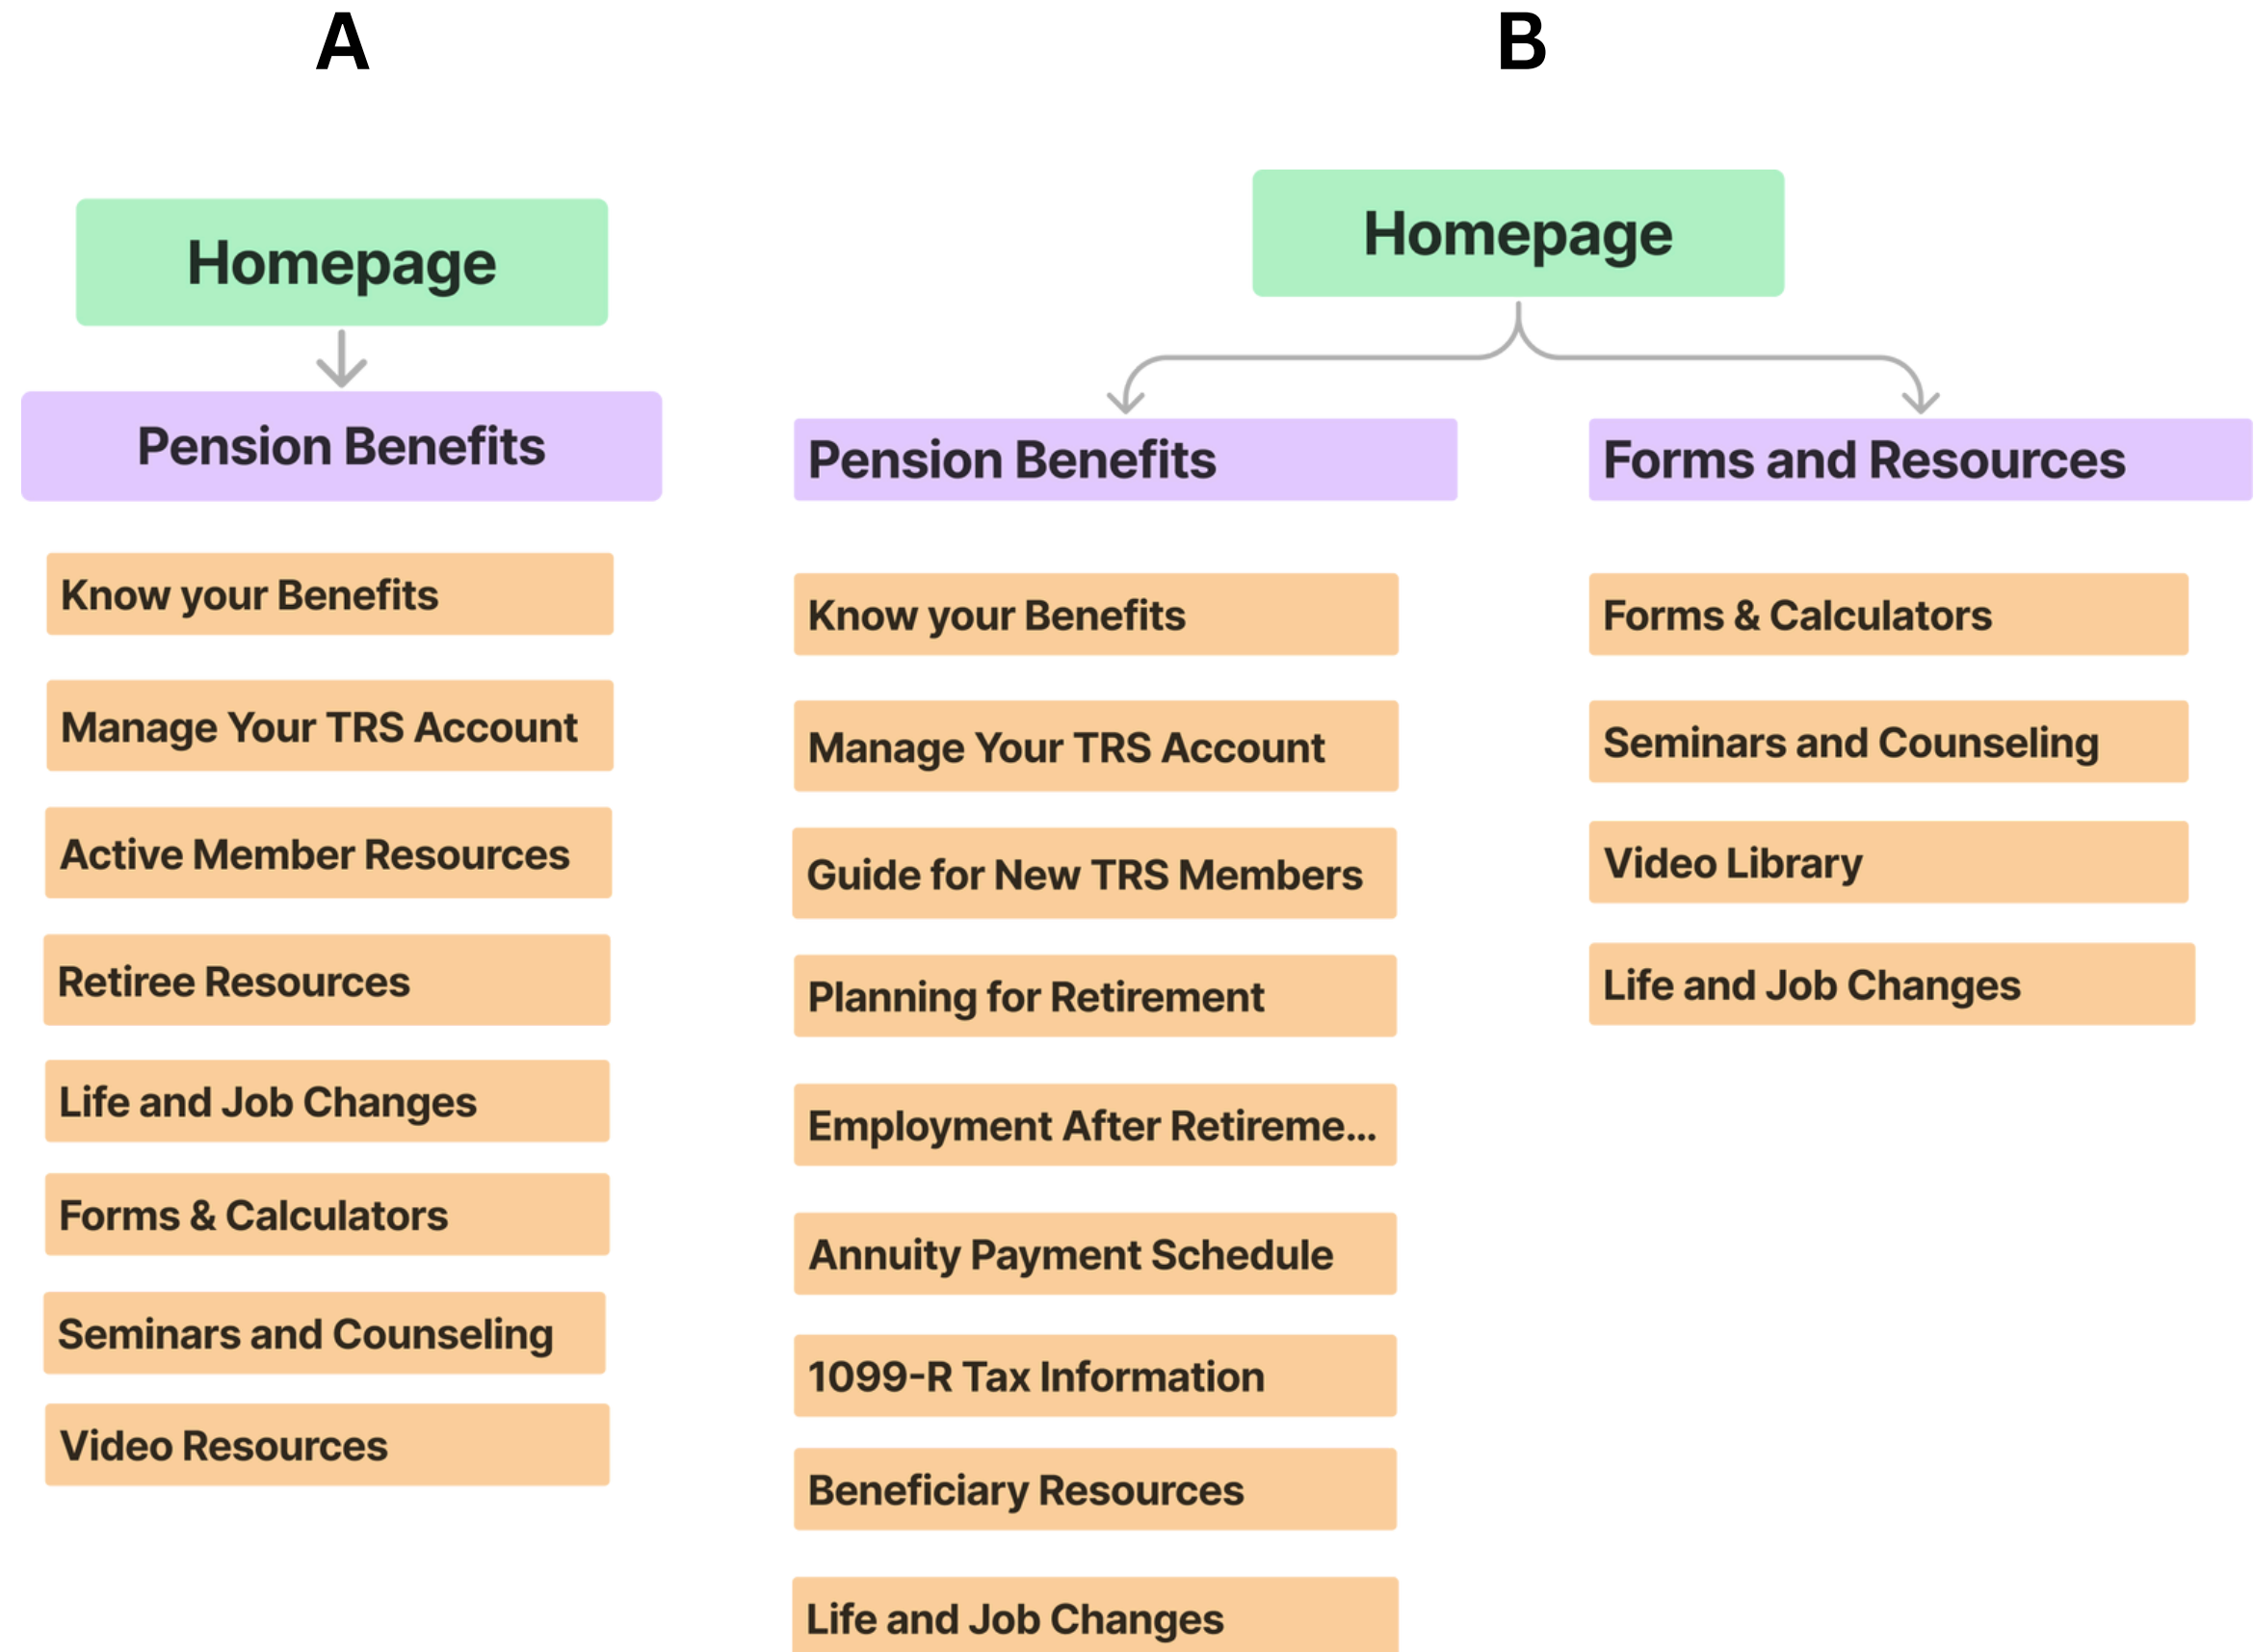 A
Homepage
Pension Benefits
Know your Benefits
Manage Your TRS Account
Active Member Resources
Retiree Resources
Life and Job Changes
Forms & Calculators
Seminars and Counseling
Video Resources
B
Homepage
Pension Benefits
Know your Benefits
Manage Your TRS Account
Guide for New TRS Members
Planning for Retirement
Employment After Retireme...
Annuity Payment Schedule
1099-R Tax Information
Beneficiary Resources
Life and Job Changes
Forms and Resources
Forms & Calculators
Seminars and Counseling
Video Library
Life and Job Changes